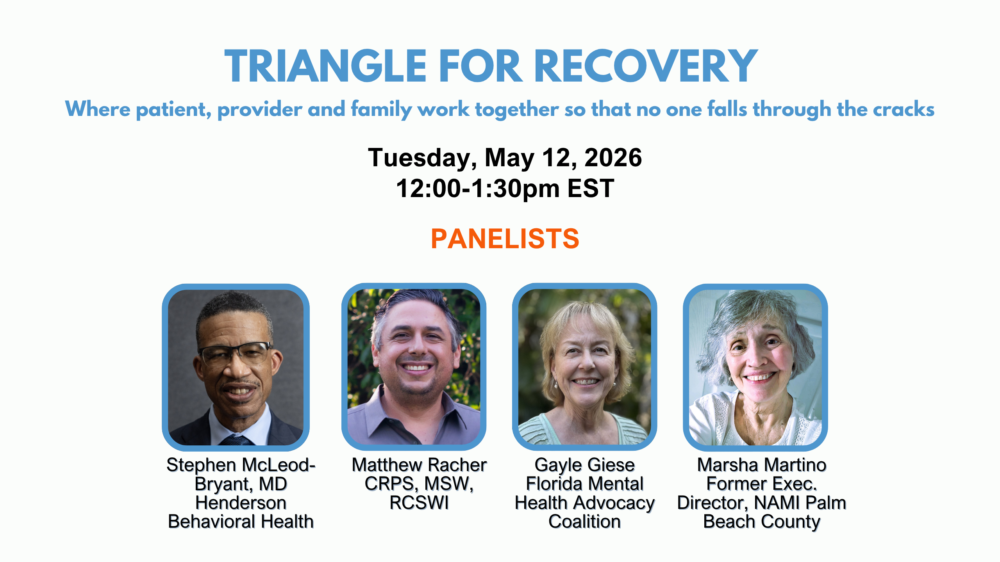 TRIANGLE FOR RECOVERY
Where patient, provider and family work together so that no one falls through the cracks
Tuesday, May 12, 2026
12:00-1:30pm EST
PANELISTS
Stephen McLeod-
Bryant, MD
Henderson
Behavioral Health
Matthew Racher
CRPS, MSW,
RCSWI
Gayle Giese
Florida Mental
Health Advocacy
Coalition
Marsha Martino
Former Exec.
Director, NAMI Palm
Beach County